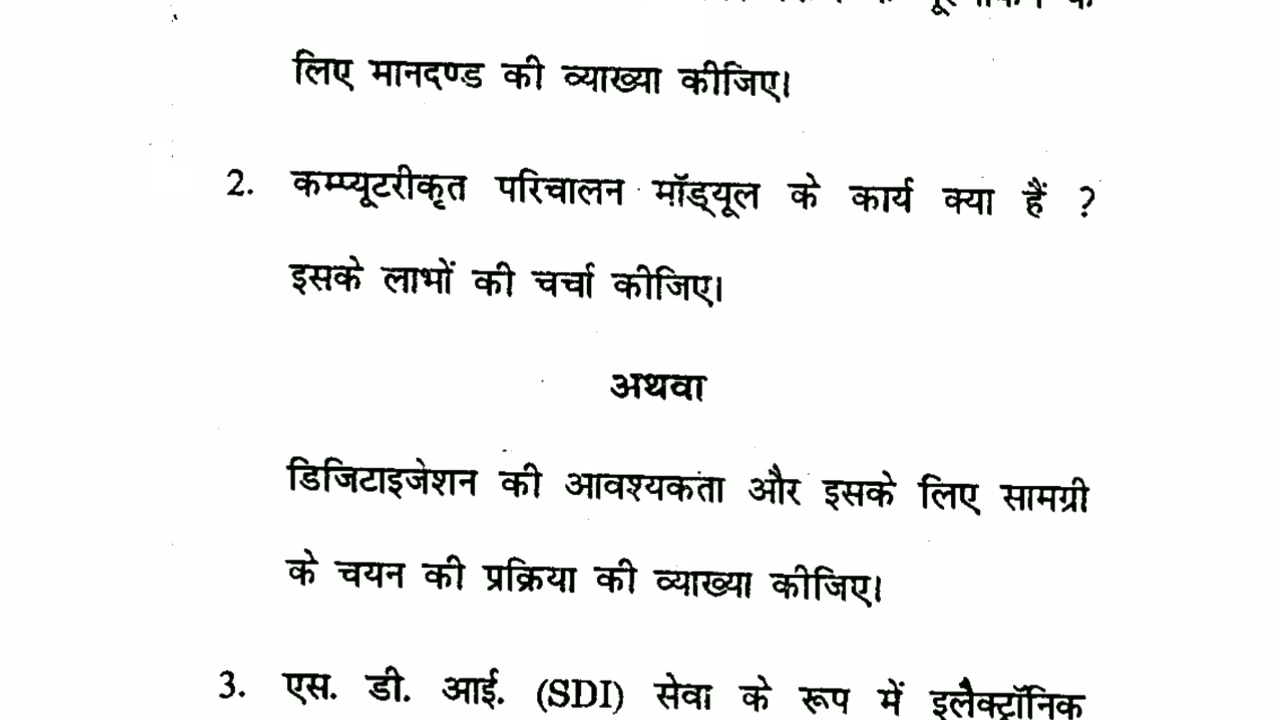 लिए मानदण्ड की व्याख्या कीजिए।
2. कम्प्यूटरीकृत परिचालन मॉड्यूल के कार्य क्या हैं ?
इसके लाभों की चर्चा कीजिए।
अथवा
डिजिटाइजेशन की आवश्यकता और इसके लिए सामग्री
के चयन की प्रक्रिया की व्याख्या कीजिए।
3. एस. डी. आई. (SDI) सेवा के रूप में इलैक्ट्रॉनिक